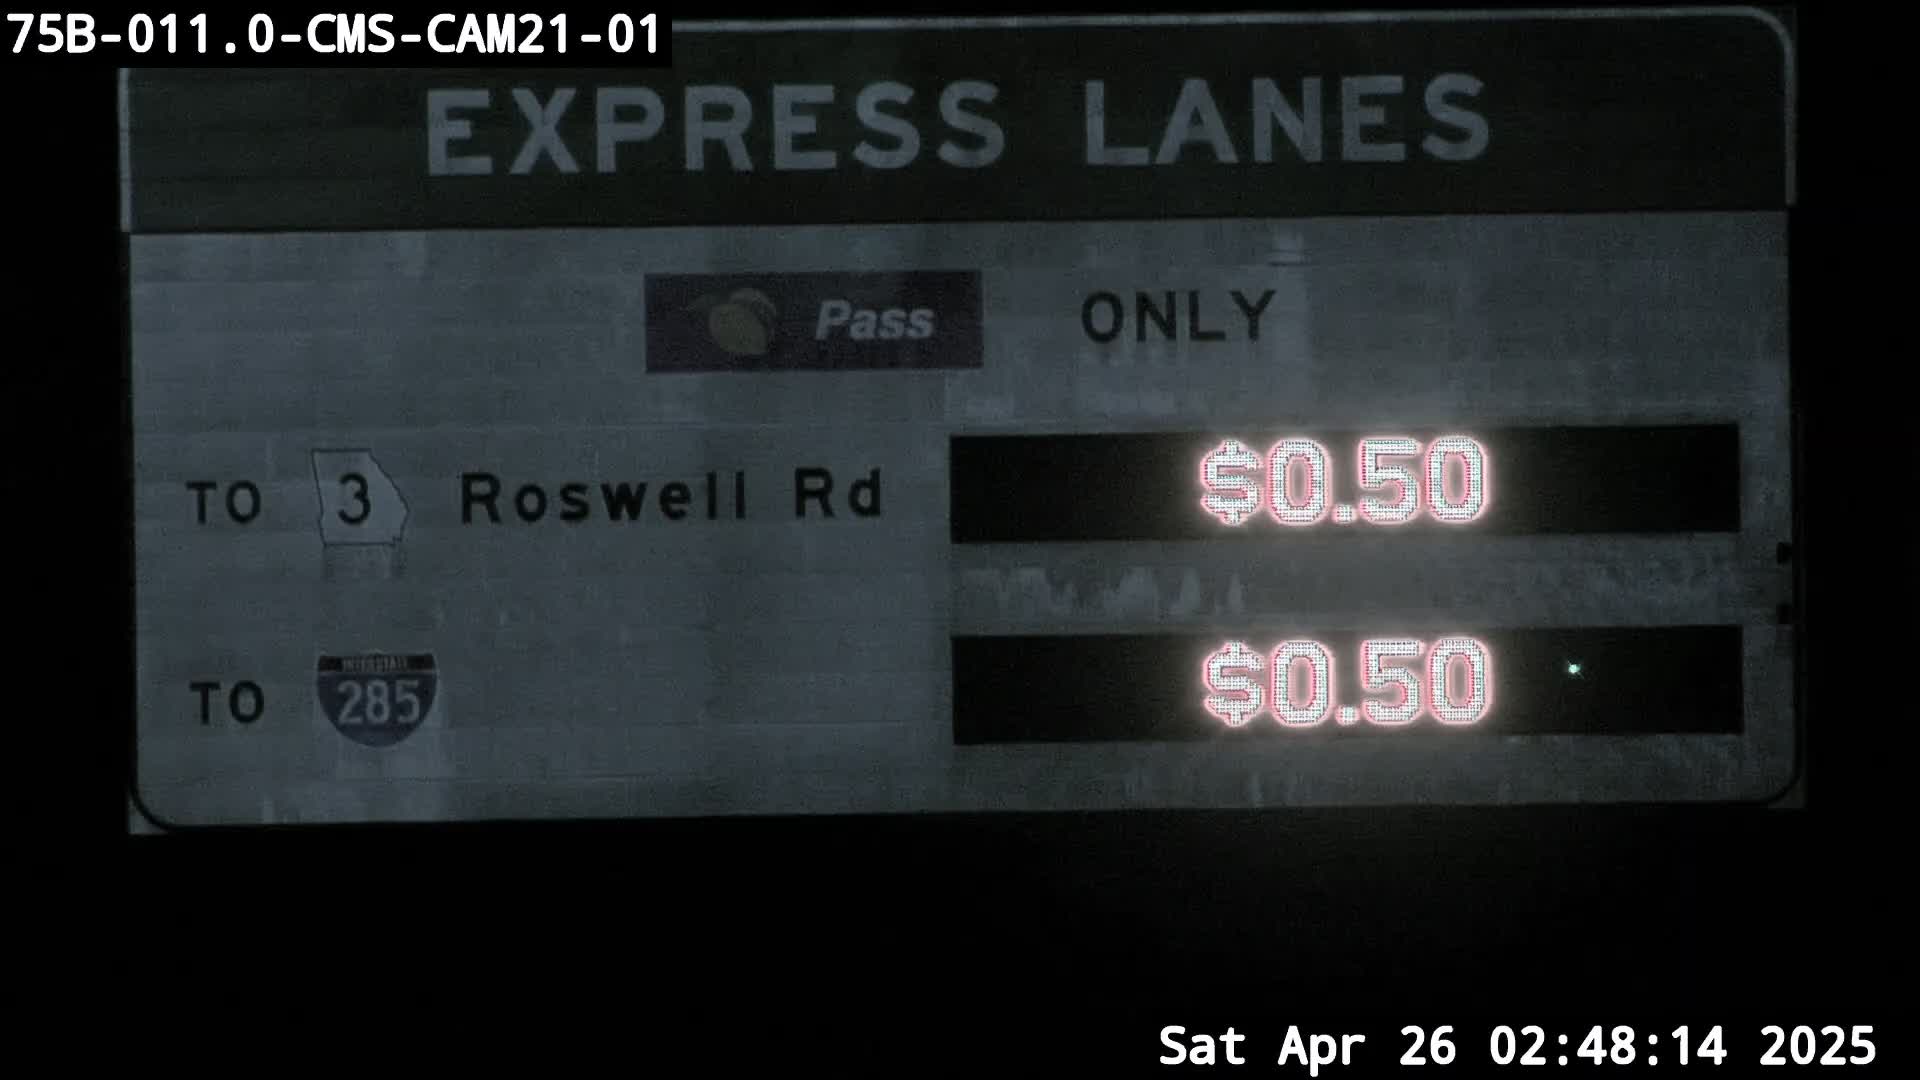 75B-011.0-CMS-CAM21-01
EXPRESS LANES
Pass ONLY
TO 3 Roswell Rd $0.50
TO INTERSTATE 285 $0.50
Sat Apr 26 02:48:14 2025